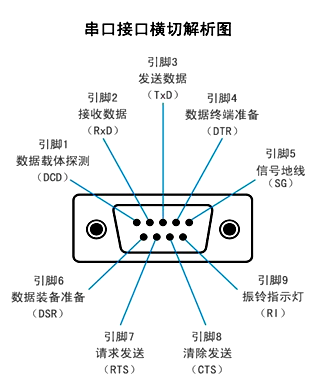 串口接口横切解析图
引脚3
发送数据
(TxD)
引脚2
接收数据
(RxD)
引脚4
数据终端准备
(DTR)
引脚1
数据载体探测
(DCD)
引脚5
信号地线
(SG)
引脚6
数据装备准备
(DSR)
引脚9
振铃指示灯
(RI)
引脚7
请求发送
(RTS)
引脚8
清除发送
(CTS)